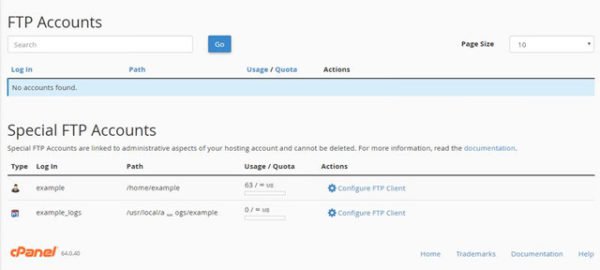 FTP Accounts
Search Go Page Size 10
Log In Path Usage / Quota Actions
No accounts found.
Special FTP Accounts
Special FTP Accounts are linked to administrative aspects of your hosting account and cannot be deleted. For more information, read the documentation.
Type Log In Path Usage / Quota Actions
example /home/example 63 / ∞ MB Configure FTP Client
example_logs /usr/local/a ... ogs/example 0 / ∞ MB Configure FTP Client
cPanel 64.0.40 Home Trademarks Documentation Help